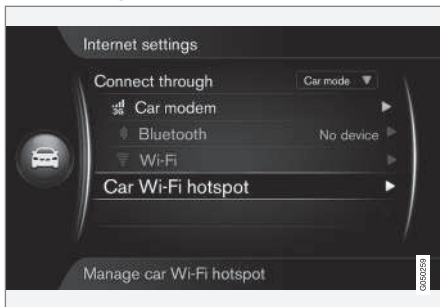 Internet settings
Connect through Car mode
3G Car modem
Bluetooth No device
Wi-Fi
Car Wi-Fi hotspot
Manage car Wi-Fi hotspot
G050259